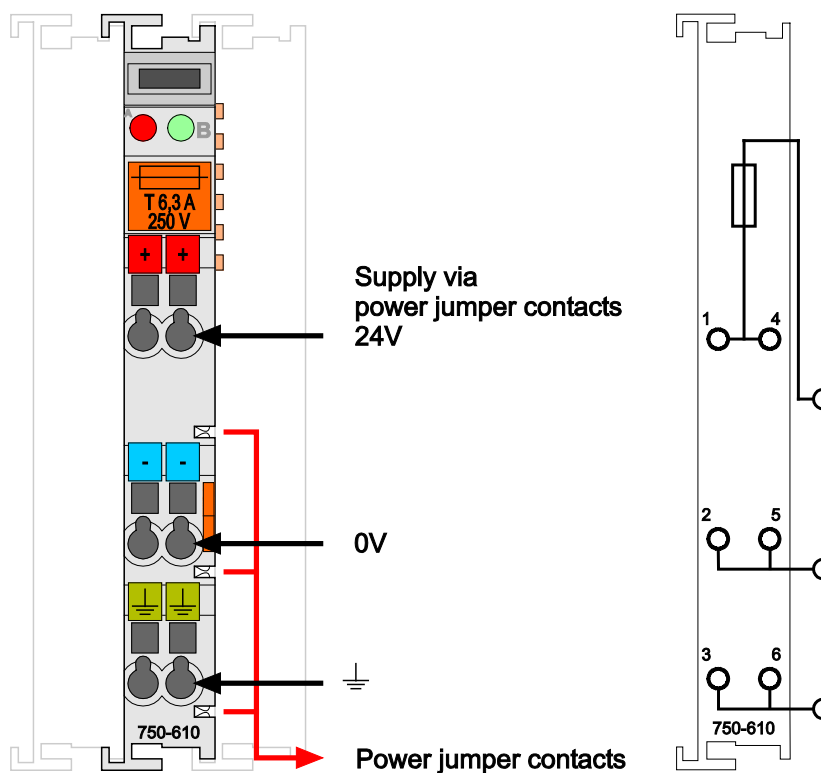 A
B
T 6,3 A
250 V
+ +
Supply via
power jumper contacts
24V
1 4
- -
2 5
0V
3 6
750-610
750-610
Power jumper contacts